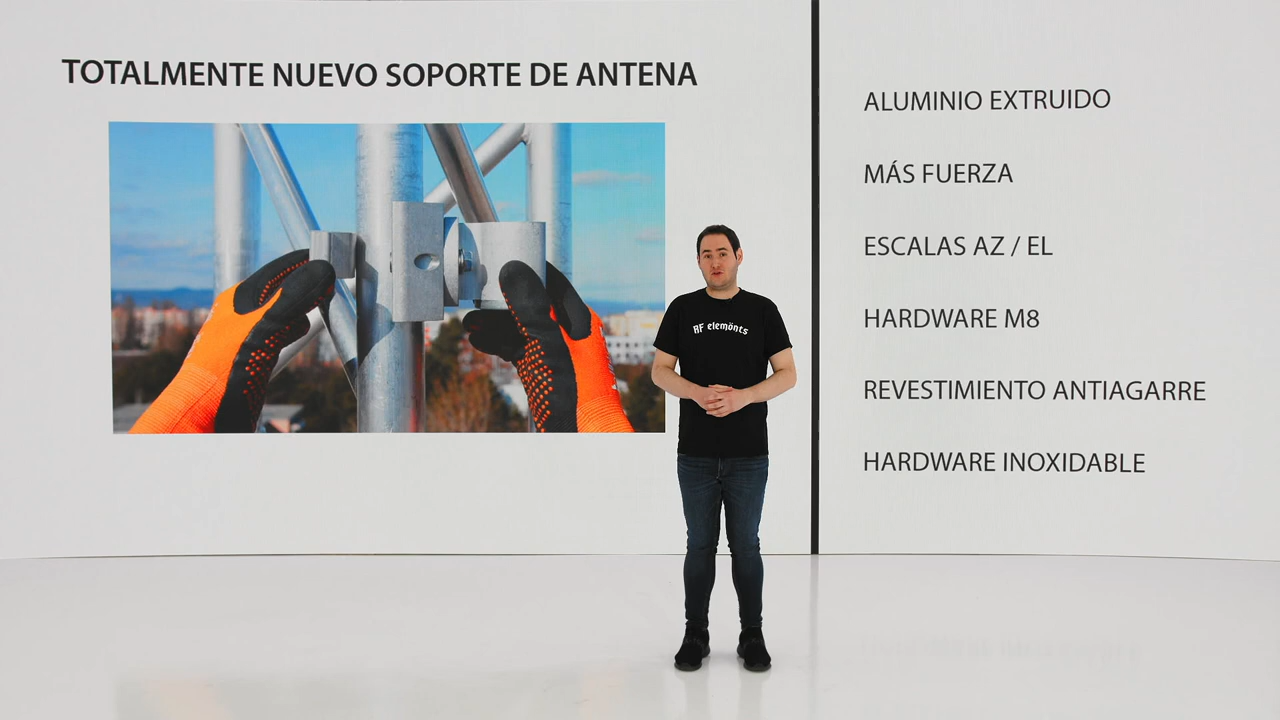 TOTALMENTE NUEVO SOPORTE DE ANTENA
ALUMINIO EXTRUIDO
MÁS FUERZA
ESCALAS AZ / EL
HARDWARE M8
REVESTIMIENTO ANTIAGARRE
HARDWARE INOXIDABLE
RF elemönts